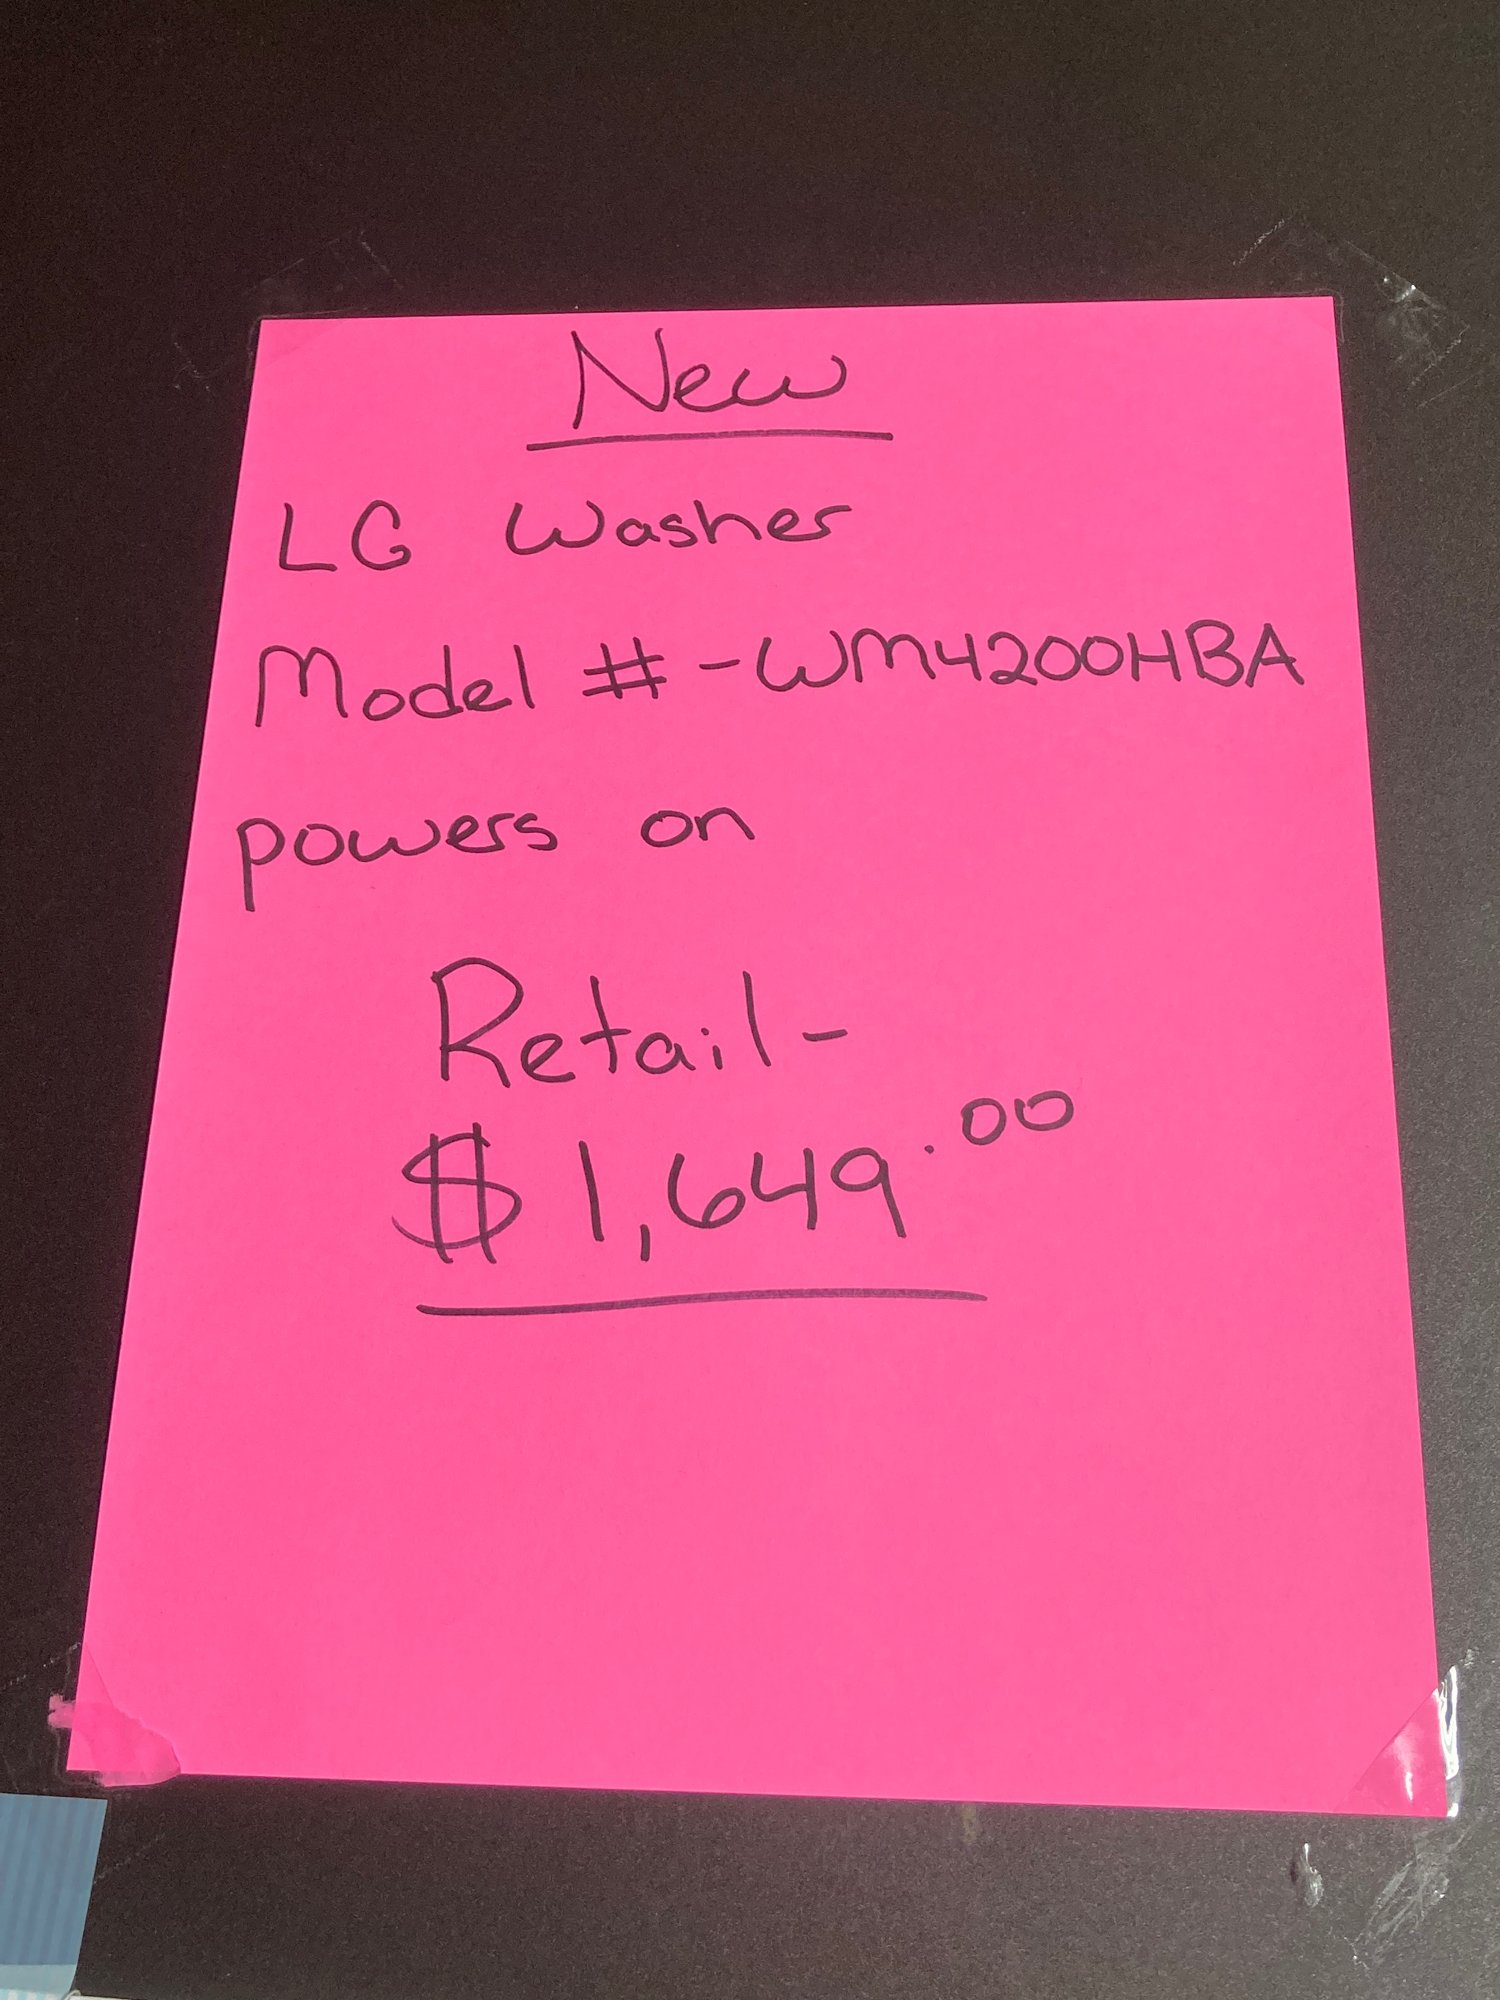 New
LG Washer
Model # - WM4200HBA
powers on
Retail -
$1,649.00